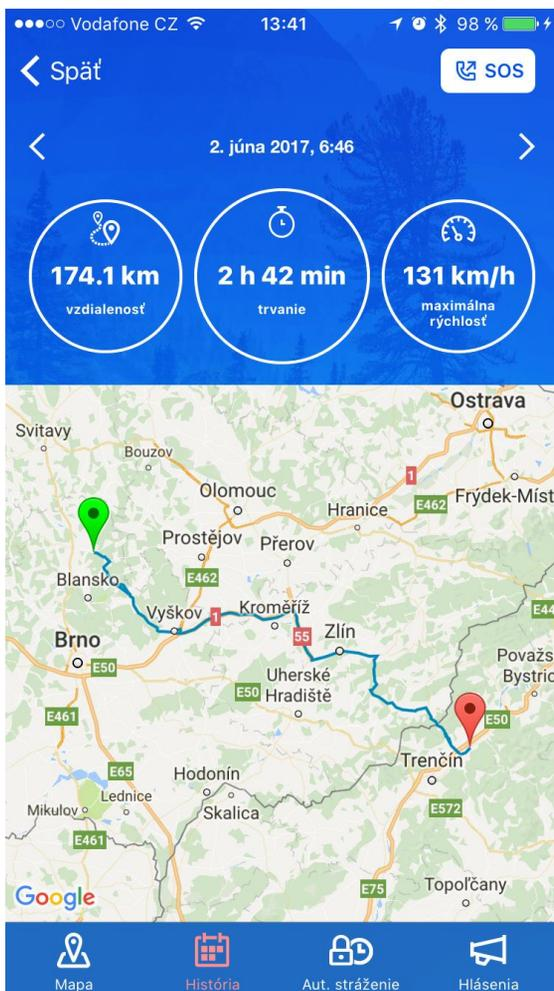 Vodafone CZ 13:41 98 %
Späť SOS
2. júna 2017, 6:46
174.1 km 2 h 42 min 131 km/h
vzdialenosť trvanie maximálna
rýchlosť
Ostrava
Svitavy
Bouzov
1
Olomouc
Hranice E462 Frýdek-Míst
Prostějov Přerov
Blansko E462
E44
Vyškov 1 Kroměříž
Brno 55 Zlín
E50 Považs
Bystric
Uherské
E50 Hradiště
E461 E50
Trenčín
E65 Hodonín
Lednice E572
Mikulov Skalica
E461
E75 Topoľčany
Google
Mapa História Aut. stráženie Hlásenia